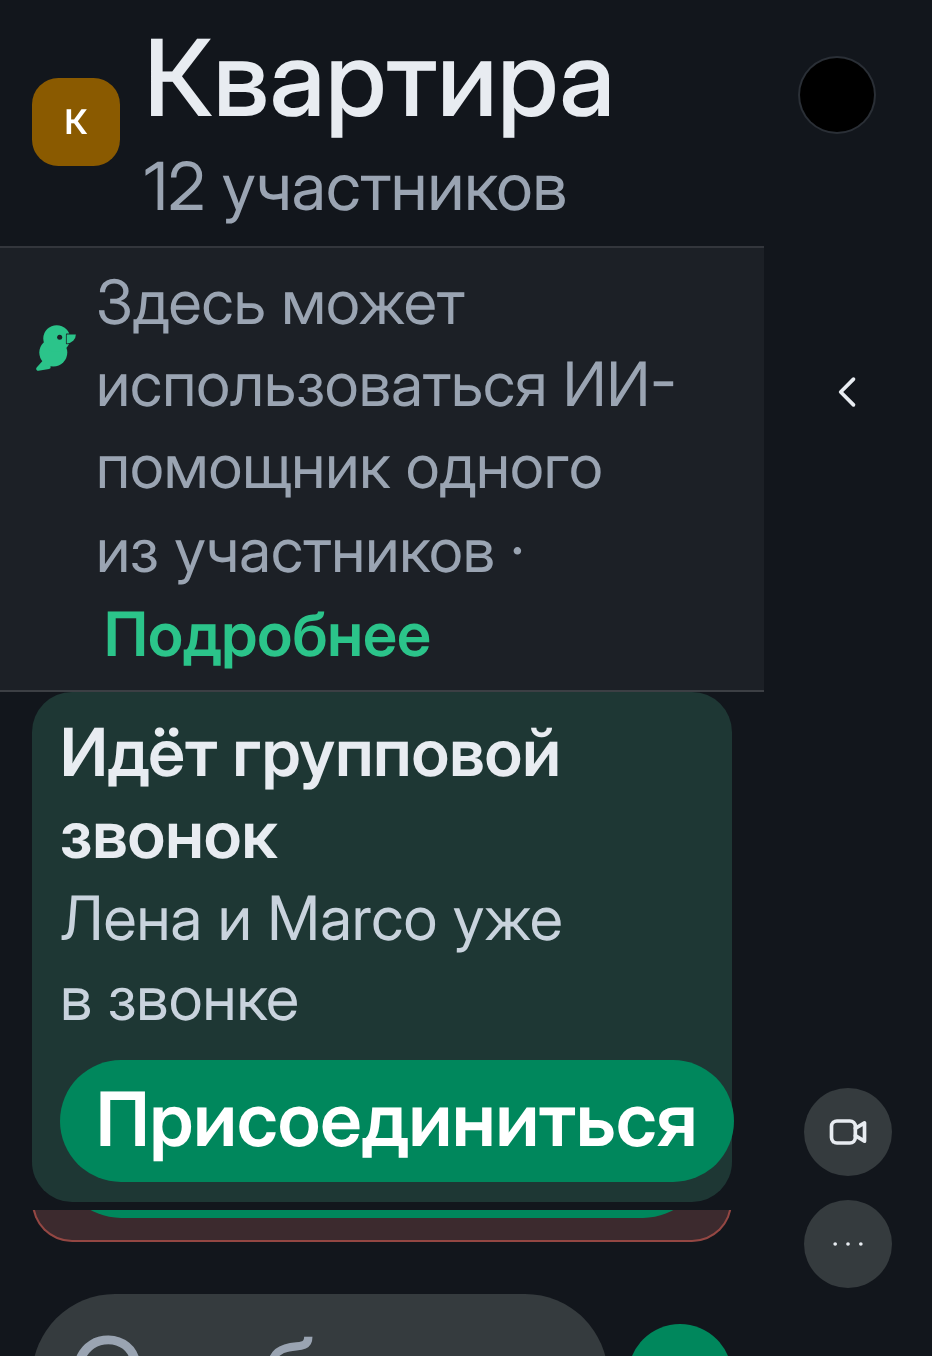 К
Квартира
12 участников
Здесь может
использоваться ИИ-
помощник одного
из участников ·
Подробнее
Идёт групповой
звонок
Лена и Marco уже
в звонке
Присоединиться